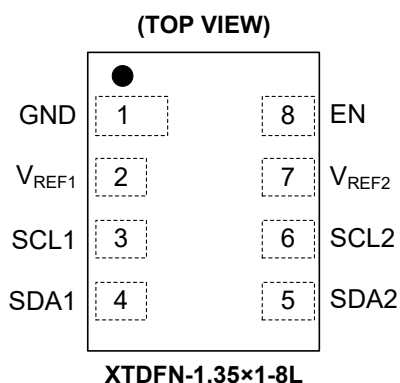 (TOP VIEW)
GND 1 8 EN
VREF1 2 7 VREF2
SCL1 3 6 SCL2
SDA1 4 5 SDA2
XTDFN-1.35×1-8L